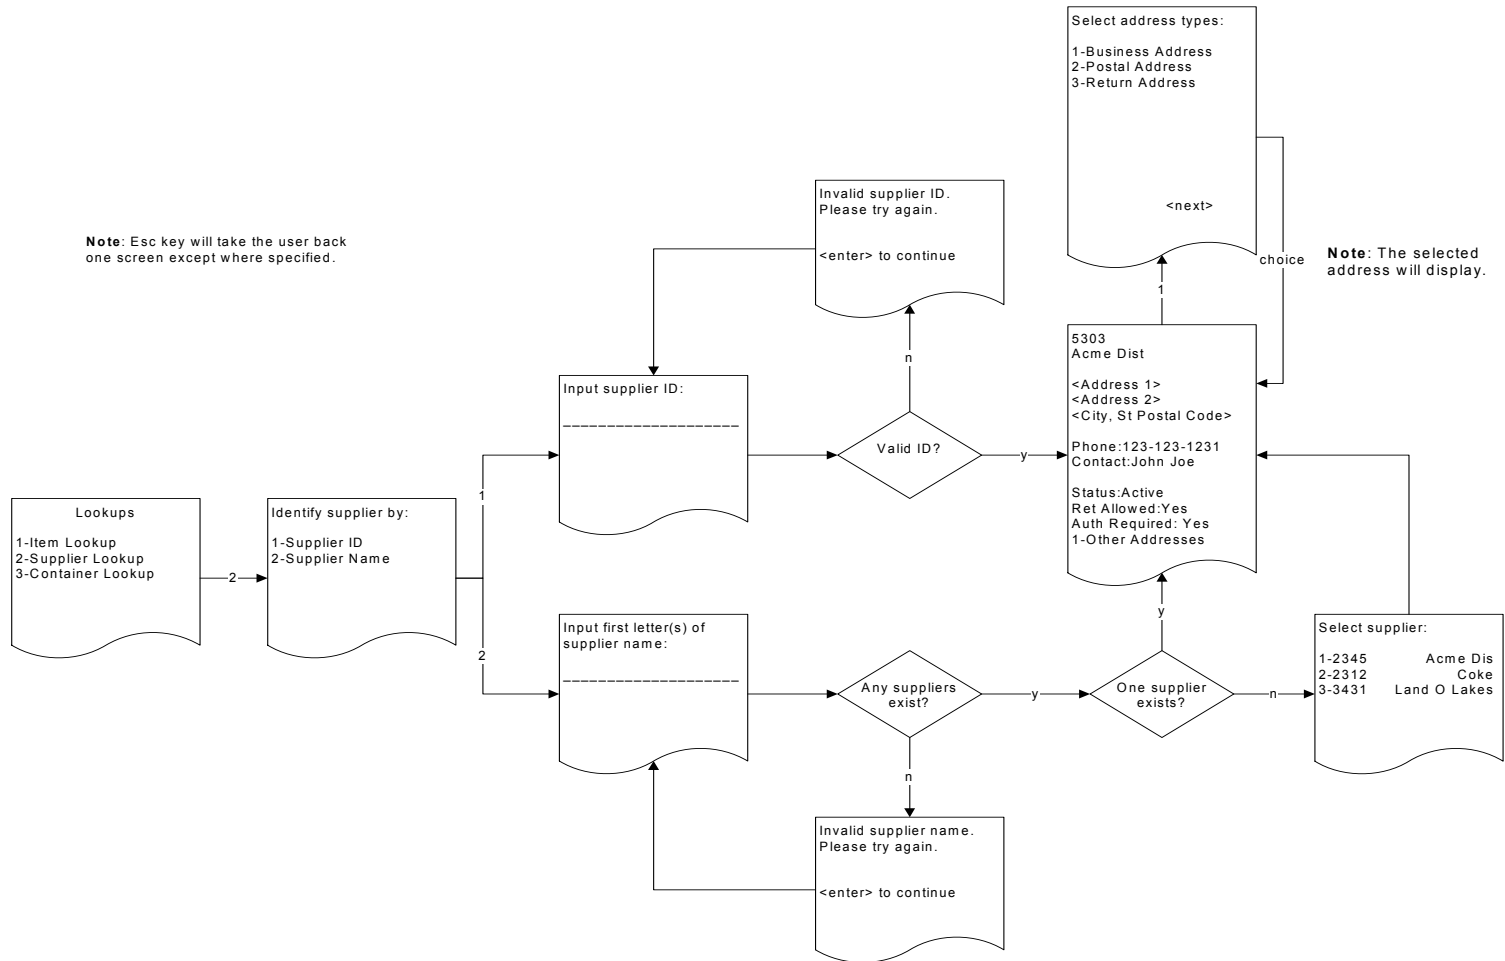 Select address types:
1-Business Address
2-Postal Address
3-Return Address
<next>
choice
Note: The selected
address will display.
1
Note: Esc key will take the user back
one screen except where specified.
Invalid supplier ID.
Please try again.
<enter> to continue
n
Input supplier ID:
____________________
Valid ID?
y
5303
Acme Dist
<Address 1>
<Address 2>
<City, St Postal Code>
Phone:123-123-1231
Contact:John Joe
Status:Active
Ret Allowed:Yes
Auth Required: Yes
1-Other Addresses
Lookups
1-Item Lookup
2-Supplier Lookup
3-Container Lookup
2
Identify supplier by:
1-Supplier ID
2-Supplier Name
1
2
Input first letter(s) of
supplier name:
____________________
Any suppliers
exist?
y
One supplier
exists?
y
n
Select supplier:
1-2345 Acme Dis
2-2312 Coke
3-3431 Land O Lakes
n
Invalid supplier name.
Please try again.
<enter> to continue